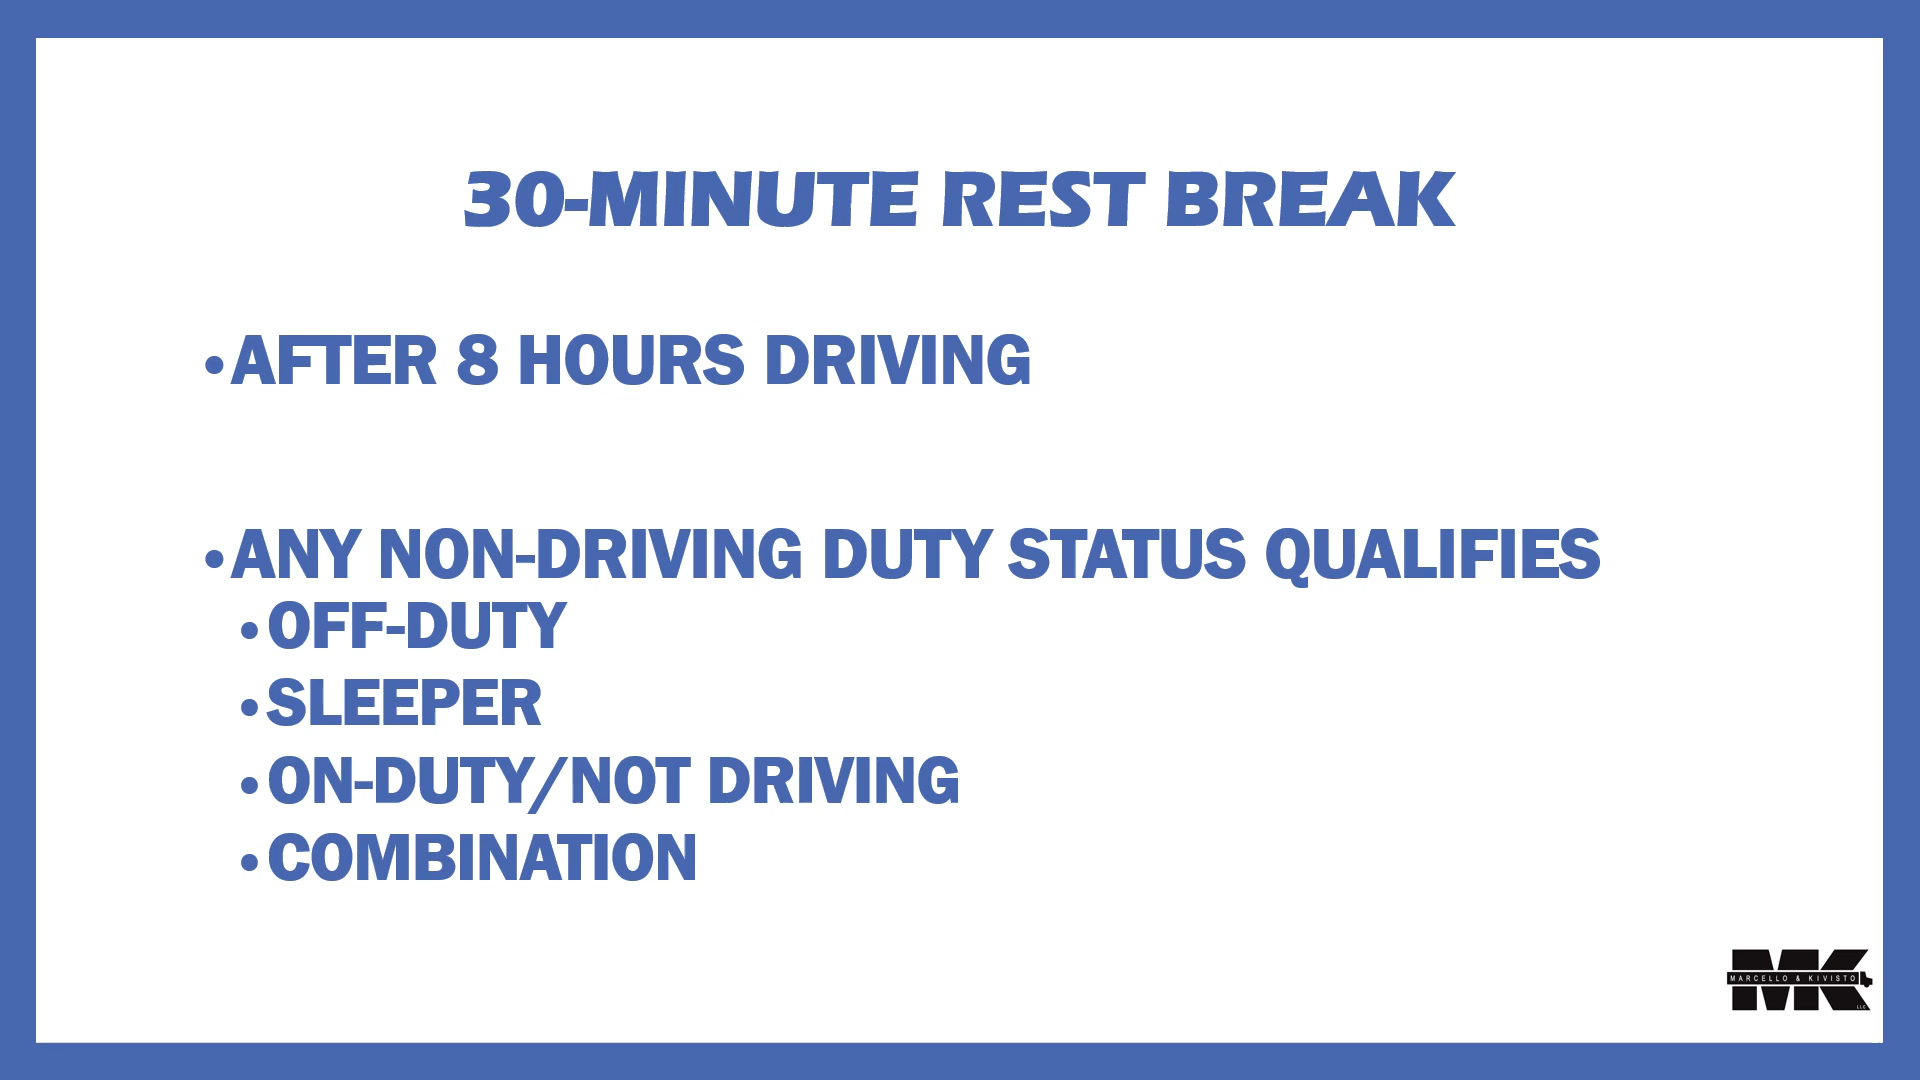 30-MINUTE REST BREAK
•AFTER 8 HOURS DRIVING
•ANY NON-DRIVING DUTY STATUS QUALIFIES
•OFF-DUTY
•SLEEPER
•ON-DUTY/NOT DRIVING
•COMBINATION
MK
MARCELLO & KIVISTO
LLC